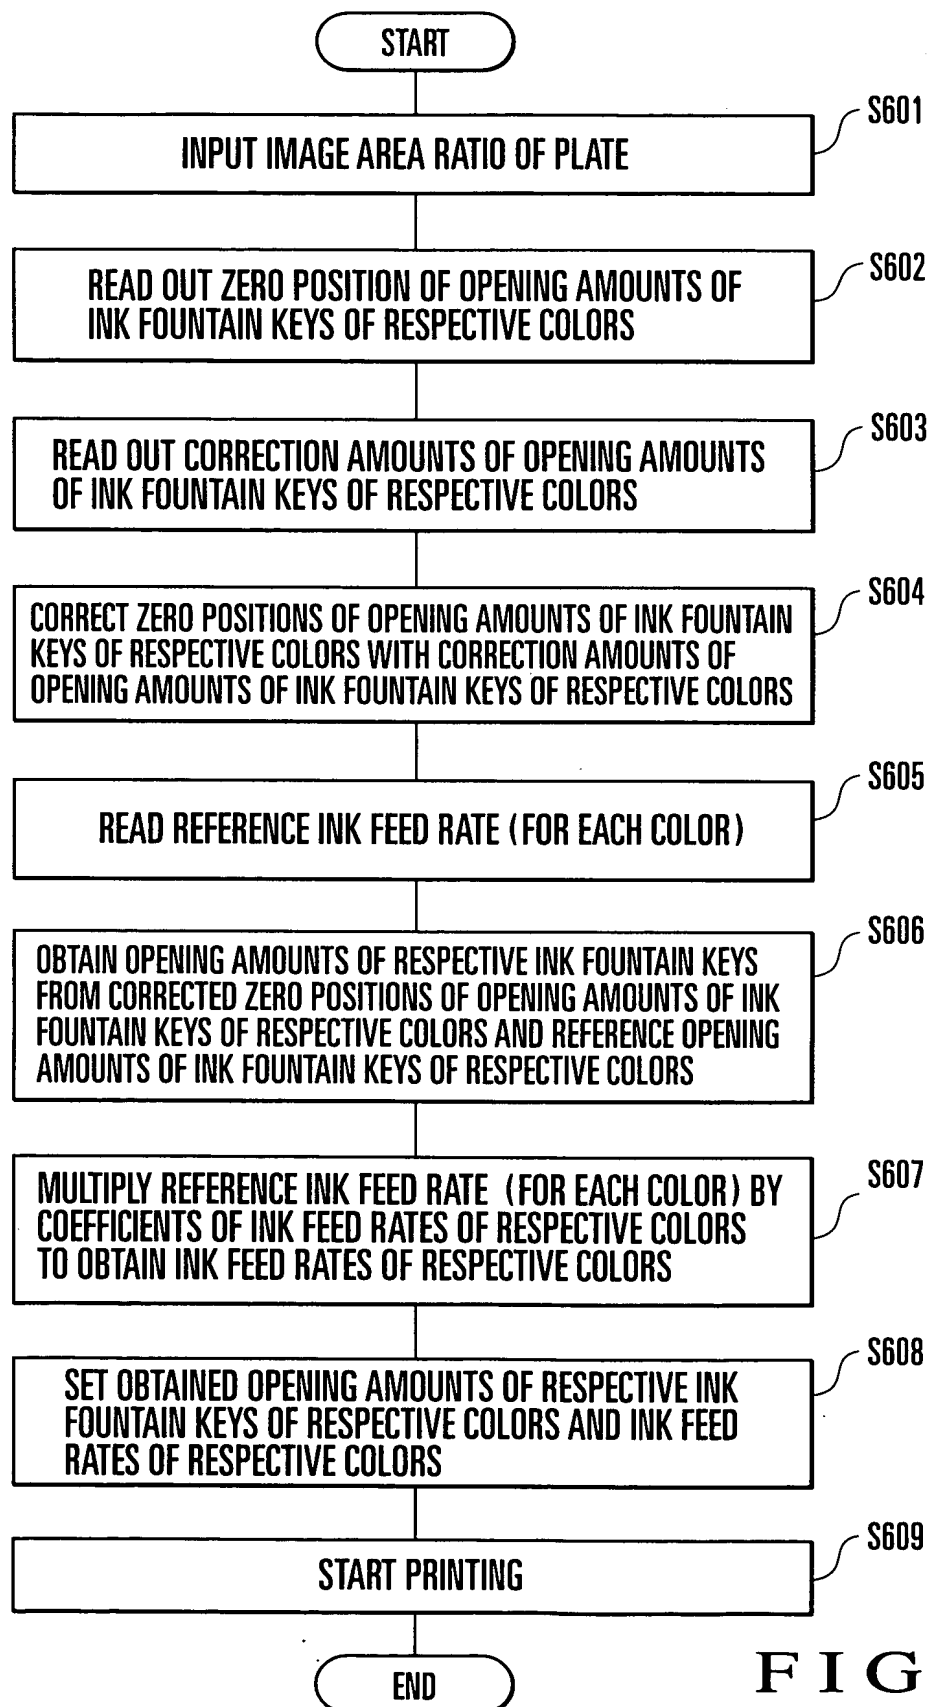 START
S601
INPUT IMAGE AREA RATIO OF PLATE
S602
READ OUT ZERO POSITION OF OPENING AMOUNTS OF
INK FOUNTAIN KEYS OF RESPECTIVE COLORS
S603
READ OUT CORRECTION AMOUNTS OF OPENING AMOUNTS
OF INK FOUNTAIN KEYS OF RESPECTIVE COLORS
S604
CORRECT ZERO POSITIONS OF OPENING AMOUNTS OF INK FOUNTAIN
KEYS OF RESPECTIVE COLORS WITH CORRECTION AMOUNTS OF
OPENING AMOUNTS OF INK FOUNTAIN KEYS OF RESPECTIVE COLORS
S605
READ REFERENCE INK FEED RATE (FOR EACH COLOR)
S606
OBTAIN OPENING AMOUNTS OF RESPECTIVE INK FOUNTAIN KEYS
FROM CORRECTED ZERO POSITIONS OF OPENING AMOUNTS OF INK
FOUNTAIN KEYS OF RESPECTIVE COLORS AND REFERENCE OPENING
AMOUNTS OF INK FOUNTAIN KEYS OF RESPECTIVE COLORS
S607
MULTIPLY REFERENCE INK FEED RATE (FOR EACH COLOR) BY
COEFFICIENTS OF INK FEED RATES OF RESPECTIVE COLORS
TO OBTAIN INK FEED RATES OF RESPECTIVE COLORS
S608
SET OBTAINED OPENING AMOUNTS OF RESPECTIVE INK
FOUNTAIN KEYS OF RESPECTIVE COLORS AND INK FEED
RATES OF RESPECTIVE COLORS
S609
START PRINTING
END
FIG